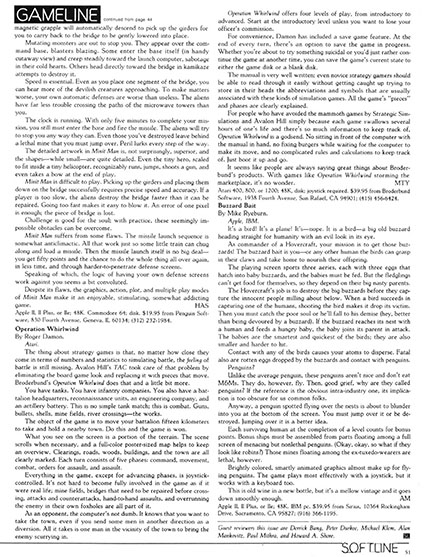 GAMELINE continued from page 44
magnetic grapple will automatically descend to pick up the girders for
you to carry back to the bridge to be gently lowered into place.
Mutating monsters are out to stop you. They appear over the com-
mand base, blasters blazing. Some enter the base itself (in handy
cutaway view) and creep steadily toward the launch computer, sabotage
in their cold hearts. Others head directly toward the bridge in kamikaze
attempts to destroy it.
Speed is essential. Even as you place one segment of the bridge, you
can hear more of the devilish creatures approaching. To make matters
worse, your own automatic defenses are worse than useless. The aliens
have far less trouble crossing the paths of the microwave towers than
you.
The clock is running. With only five minutes to complete your mis-
sion, you still must enter the base and fire the missile. The aliens will try
to stop you any way they can. Even those you've destroyed leave behind
a lethal mine that you must jump over. Peril lurks every step of the way.
The detailed artwork in Minit Man is, not surprisingly, superior, and
the shapes—while small—are quite detailed. Even the tiny hero, scaled
to fit inside a tiny helicopter, recognizably runs, jumps, shoots a gun, and
even takes a bow at the end of play.
Minit Man is difficult to play. Picking up the girders and placing them
down on the bridge successfully requires precise speed and accuracy. If a
player is too slow, the aliens destroy the bridge faster than it can be
repaired. Going too fast makes it easy to blow it. An error of one pixel
is enough, the power of bridge is lost.
Challenge is good for the soul; with practice, these seemingly im-
possible obstacles can be overcome.
Minit Man suffers from some flaws. The missile launch sequence is
somewhat anticlimactic. All that work just so some little train can chug
along and load a missile. Then the missile launch itself is no big deal—
you get fifty points and the chance to do the whole thing all over again,
in less time, and through harder-to-penetrate defense screens.
Speaking of which, the logic of having your own defense screens
work against you seems a bit convoluted.
Despite its flaws, the graphics, action, plot, and multiple-play modes
of Minit Man make it an enjoyable, stimulating, somewhat addicting
game. HAS
Apple II, II Plus, or IIe; 48K. Commodore 64; disk. $19.95 from Penguin Soft-
ware, 830 Fourth Avenue, Geneva, IL 60134; (312) 232-1984.
Operation Whirlwind
By Roger Damon.
Atari.
The thing about strategy games is that, no matter how close they
come in terms of numbers and statistics to simulating battle, the feeling of
battle is still missing. Avalon Hill's TAC took care of that problem by
eliminating the board game look and replacing it with pieces that move.
Broderbund's Operation Whirlwind does that and a little bit more.
You have tanks. You have infantry companies. You also have a bat-
talion headquarters, reconnaissance units, an engineering company, and
an artillery battery. This is no simple tank match; this is combat. Guns,
bullets, shells, mine fields, river crossing—the works.
The object of the game is to move your battalion fifteen kilometers
to take and hold a nearby town. Do this and the game is won.
What you see on the screen is a portion of the terrain. The scene
scrolls when necessary, and a full-color poster-sized map helps to keep
an overview. Clearings, roads, woods, buildings, and the town are all
clearly marked. Each turn consists of five phases: command, movement,
combat, orders for assault, and assault.
Everything in the game, except for advancing phases, is joystick-
controlled. It's not hard to become fully involved in the game as if it
were real life; mine fields, bridges that need to be repaired before cross-
ing, attacks and counterattacks, hand-to-hand assaults, and overrunning
the enemy in their own foxholes are all part of it.
As an opponent, the computer's not dumb. It knows that you want to
take the town, even if you send some men in another direction as a
diversion. All it takes is one man in the vicinity of the town to bring the
enemy scurrying in.
Operation Whirlwind offers four levels of play, from introductory to
advanced. Start at the introductory level unless you want to lose your
officer's commission.
For convenience, Damon has included a save game feature. At the
end of every turn, there's an option to save the game in progress.
Whether you're about to try something suicidal or you'd just rather con-
tinue the game at another time, you can save the game's current state to
either the game disk or a blank disk.
The manual is very well written; even novice strategy gamers should
be able to read through it easily without getting caught up trying to
store in their heads the abbreviations and symbols that are usually
associated with these kinds of simulation games. All the game's "pieces"
and phases are clearly explained.
For people who have avoided the mammoth games by Strategic Sim-
ulations and Avalon Hill simply because each game swallows several
hours of one's life and there's so much information to keep track of,
Operation Whirlwind is a godsend. No sitting in front of the computer with
the manual in hand, no fixing burgers while waiting for the computer to
make its move, and no complicated rules and calculations to keep track
of. Just boot it up and go.
It seems like people are always saying great things about Broder-
bund's products. With games like Operation Whirlwind storming the
marketplace, it's no wonder. MTY
Atari 400, 800, or 1200; 48K, disk; joystick required. $39.95 from Broderbund
Software, 1938 Fourth Avenue, San Rafael, CA 94901; (415) 456-6424.
Buzzard Bait
By Mike Ryeburn.
Apple, IBM.
It's a bird! It's a plane! It's—nope. It is a bird—a big old buzzard
heading straight for humanity with an evil look in its eye.
As commander of a Hovercraft, your mission is to get those buz-
zards! The buzzard bait is you—or any other human the birds can grasp
in their claws and take home to nourish their offspring.
The playing screen sports three aeries, each with three eggs that
hatch into baby buzzards, and the babies must be fed. But the fledglings
can't get food for themselves, so they depend on their big nasty parents.
The Hovercraft's job is to destroy the big buzzards before they cap-
ture the innocent people milling about below. When a bird succeeds in
capturing one of the humans, shooting the bird makes it drop its victim.
Then you must catch the poor soul or he'll fall to his demise (hey, better
than being devoured by a buzzard). If the buzzard reaches its nest with
a human and feeds a hungry baby, the baby joins its parent in attack.
The babies are the smartest and quickest of the birds; they are also
smaller and harder to hit.
Contact with any of the birds causes your atoms to disperse. Fatal
also are rotten eggs dropped by the buzzards and contact with penguins.
Penguins?
Unlike the average penguin, these penguins aren't nice and don't eat
M&Ms. They do, however, fly. Then, good grief, why are they called
penguins? If the reference is the obvious intra-industry one, its implica-
tion is too obscure for us common folks.
Anyway, a penguin spotted flying over the nests is about to blunder
into you at the bottom of the screen. You must jump over it or be de-
stroyed. Jumping over it is a better idea.
Each surviving human at the completion of a level counts for bonus
points. Bonus ships must be assembled from parts floating among a full
screen of menacing but nonlethal penguins. (Okay, okay, so what if they
look like robins?) Those mines floating among the ex-tuxedo-wearers are
lethal, however.
Brightly colored, smartly animated graphics almost make up for fly-
ing penguins. The game plays most effectively with a joystick, but it
works with a keyboard too.
This is old wine in a new bottle, but it's a mellow vintage and it goes
down smoothly enough. AM
Apple II, II Plus, or IIe, 48K; IBM pc. $39.95 from Sirius, 10364 Rockingham
Drive, Sacramento, CA 95827; (916) 366-1195.
Guest reviewers this issue are Derrick Bang, Peter Durkee, Michael Klem, Alan
Mankovitz, Paul Mithra, and Howard A. Shore.
SOFTLINE
51